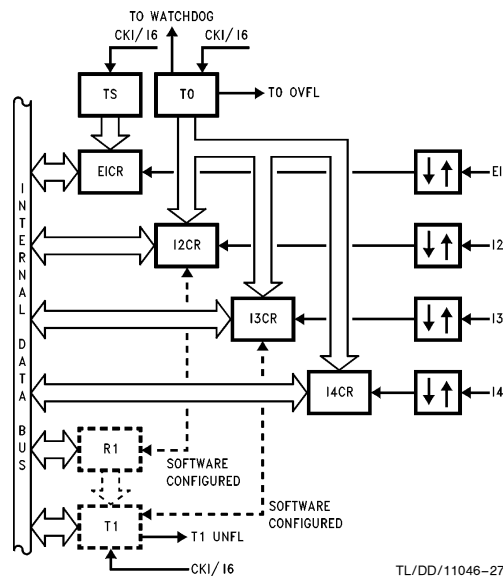 TO WATCHDOG
CKI/16
CKI/16
TS
T0
T0 OVFL
EICR
EI
I2CR
I2
I3CR
I3
I4CR
I4
INTERNAL DATA BUS
R1
SOFTWARE
CONFIGURED
T1
SOFTWARE
CONFIGURED
T1 UNFL
CKI/16
TL/DD/11046-27